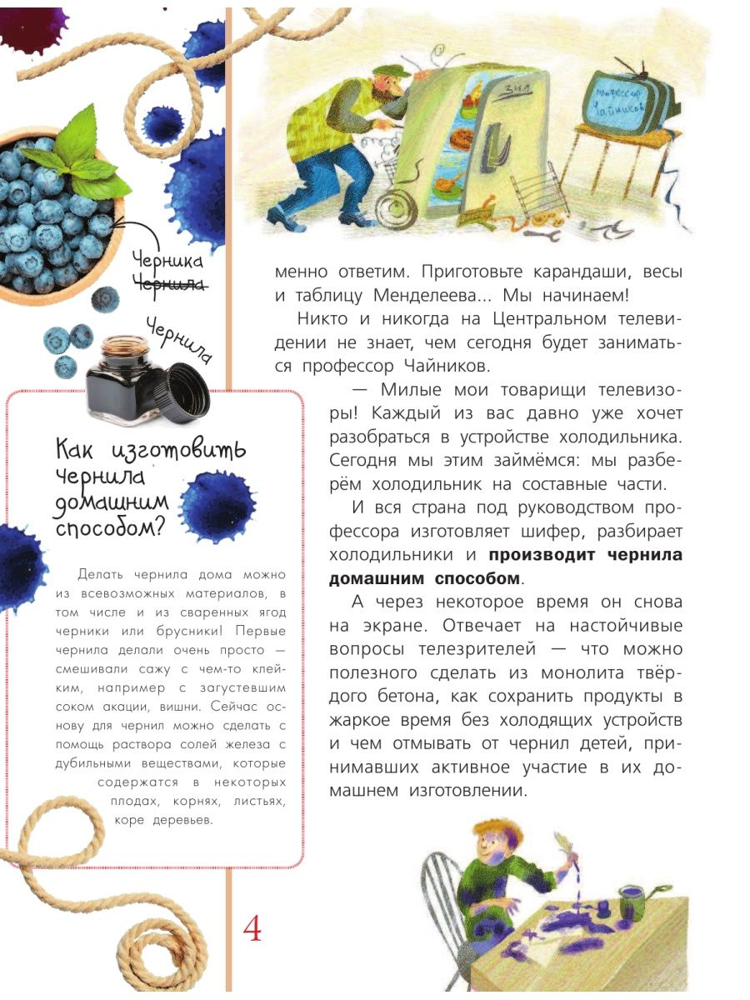 ЗИЛ
профессор
Чайников
Черника
Чернила
Чернила
Как изготовить
чернила
домашним
способом?
Делать чернила дома можно
из всевозможных материалов, в
том числе и из сваренных ягод
черники или брусники! Первые
чернила делали очень просто —
смешивали сажу с чем-то клей-
ким, например с загустевшим
соком акации, вишни. Сейчас ос-
нову для чернил можно сделать с
помощь раствора солей железа с
дубильными веществами, которые
содержатся в некоторых
плодах, корнях, листьях,
коре деревьев.
менно ответим. Приготовьте карандаши, весы
и таблицу Менделеева... Мы начинаем!
Никто и никогда на Центральном телеви-
дении не знает, чем сегодня будет занимать-
ся профессор Чайников.
— Милые мои товарищи телевизо-
ры! Каждый из вас давно уже хочет
разобраться в устройстве холодильника.
Сегодня мы этим займёмся: мы разбе-
рём холодильник на составные части.
И вся страна под руководством про-
фессора изготовляет шифер, разбирает
холодильники и производит чернила
домашним способом.
А через некоторое время он снова
на экране. Отвечает на настойчивые
вопросы телезрителей — что можно
полезного сделать из монолита твёр-
дого бетона, как сохранить продукты в
жаркое время без холодящих устройств
и чем отмывать от чернил детей, при-
нимавших активное участие в их до-
машнем изготовлении.
4